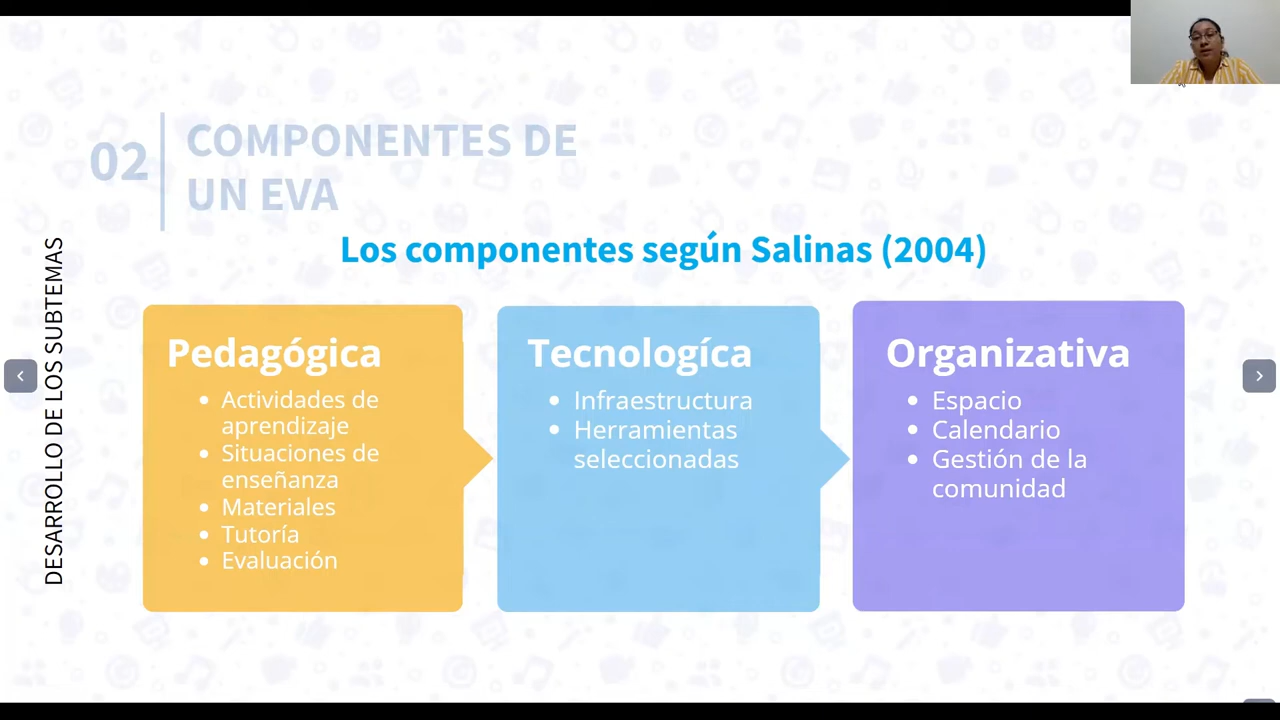 02
COMPONENTES DE
UN EVA
Los componentes según Salinas (2004)
DESARROLLO DE LOS SUBTEMAS
Pedagógica
Actividades de
aprendizaje
Situaciones de
enseñanza
Materiales
Tutoría
Evaluación
Tecnologíca
Infraestructura
Herramientas
seleccionadas
Organizativa
Espacio
Calendario
Gestión de la
comunidad